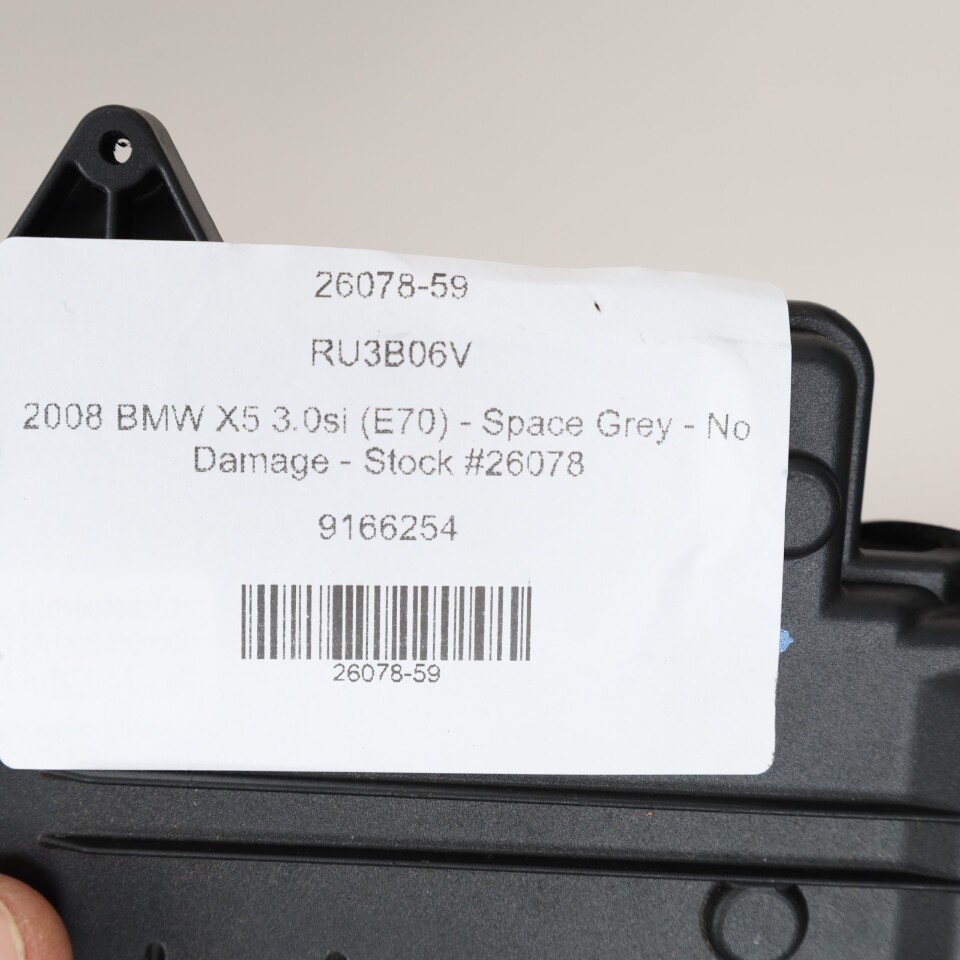 26078-59
RU3B06V
2008 BMW X5 3.0si (E70) - Space Grey - No
Damage - Stock #26078
9166254
26078-59